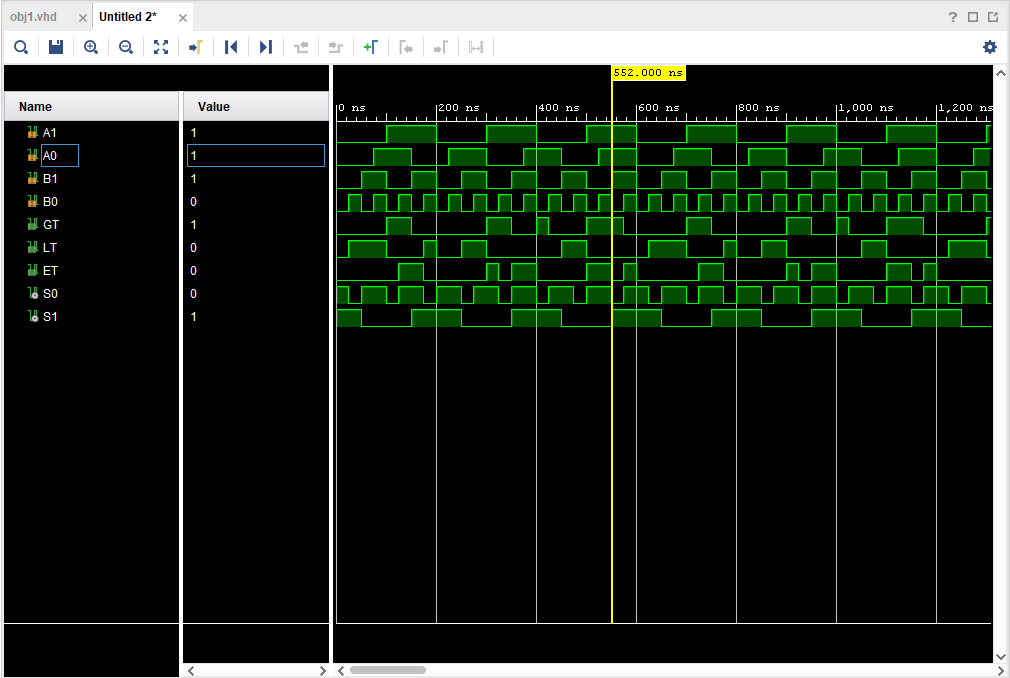 obj1.vhd × Untitled 2* × ?
552.000 ns
Name Value
0 ns 200 ns 400 ns 600 ns 800 ns 1,000 ns 1,200 ns
A1 1
A0 1
B1 1
B0 0
GT 1
LT 0
ET 0
S0 0
S1 1